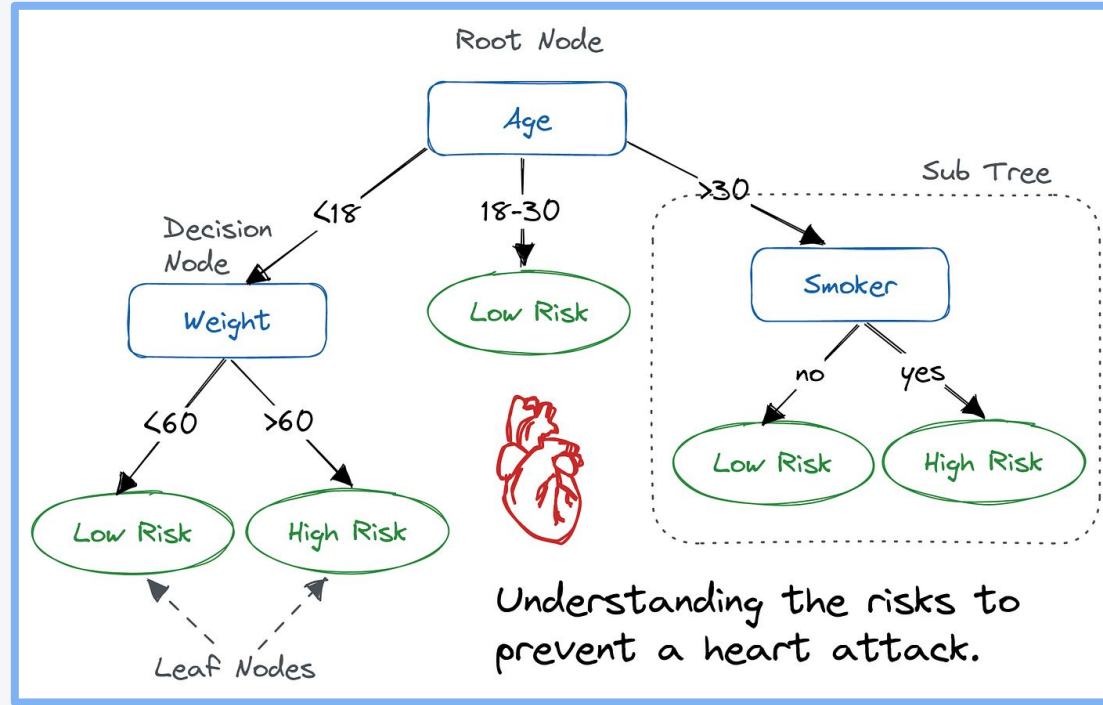 Root Node
Age
Sub Tree
>30
<18
18-30
Decision
Node
Smoker
Weight
Low Risk
no
yes
<60
>60
Low Risk
High Risk
Low Risk
High Risk
Understanding the risks to
prevent a heart attack.
Leaf Nodes